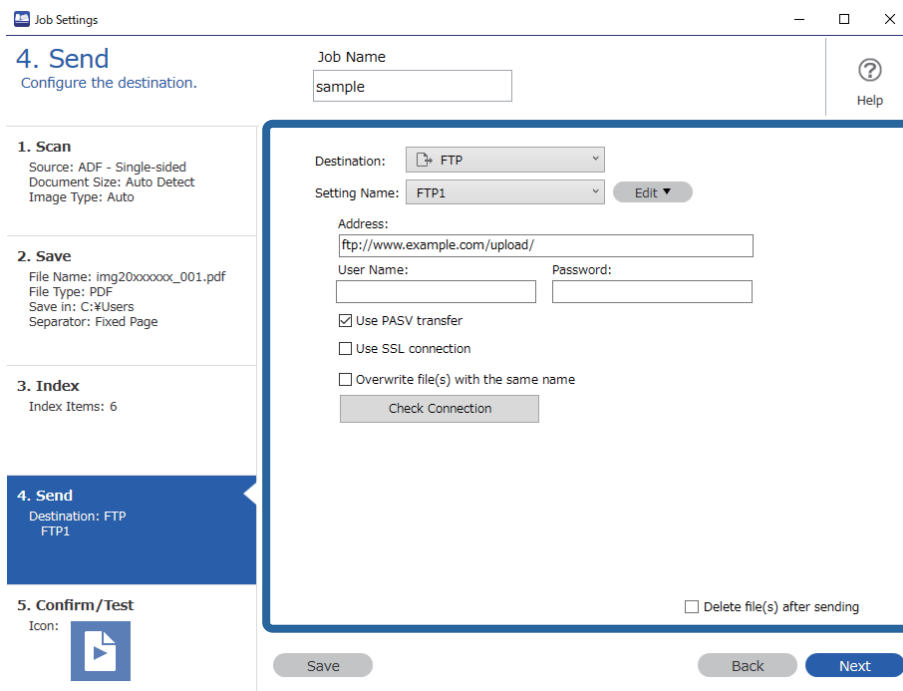 Job Settings
4. Send
Configure the destination.
Job Name
sample
Help
1. Scan
Source: ADF - Single-sided
Document Size: Auto Detect
Image Type: Auto
2. Save
File Name: img20xxxxxx_001.pdf
File Type: PDF
Save in: C:¥Users
Separator: Fixed Page
3. Index
Index Items: 6
4. Send
Destination: FTP
FTP1
5. Confirm/Test
Icon:
Destination: FTP
Setting Name: FTP1 Edit ▼
Address:
ftp://www.example.com/upload/
User Name: Password:
Use PASV transfer
Use SSL connection
Overwrite file(s) with the same name
Check Connection
Delete file(s) after sending
Save Back Next